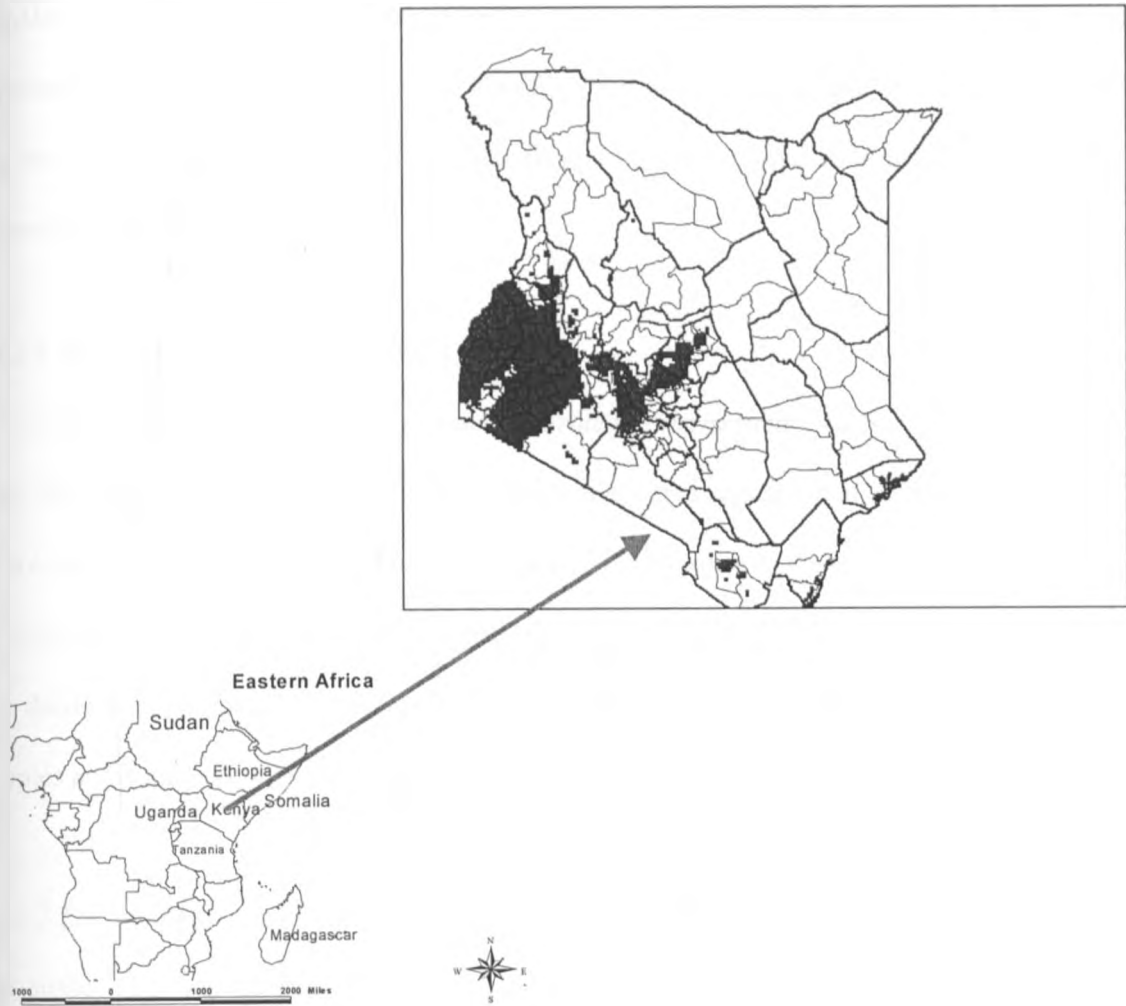 Eastern Africa
Sudan
Ethiopia
Uganda Kenya Somalia
Tanzania
Madagascar
N
W E
S
1000 0 1000 2000 Miles